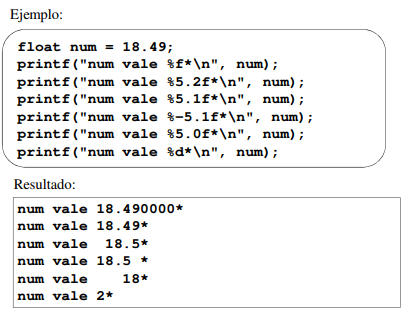 Ejemplo:
float num = 18.49;
printf("num vale %f*\n", num);
printf("num vale %5.2f*\n", num);
printf("num vale %5.1f*\n", num);
printf("num vale %-5.1f*\n", num);
printf("num vale %5.0f*\n", num);
printf("num vale %d*\n", num);
Resultado:
num vale 18.490000*
num vale 18.49*
num vale  18.5*
num vale 18.5 *
num vale    18*
num vale 2*